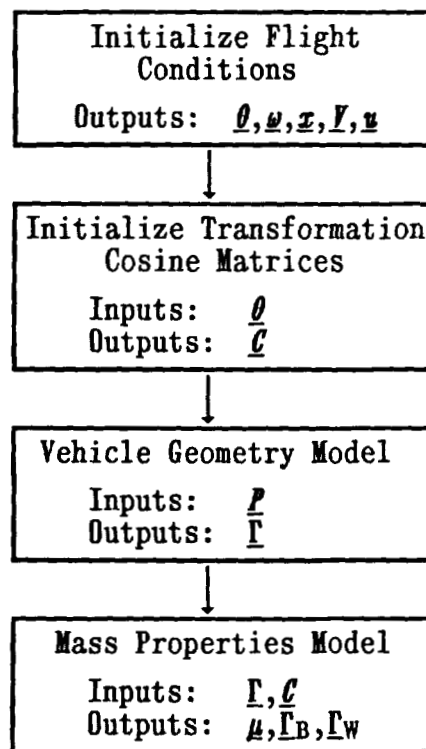 Initialize Flight
Conditions
Outputs: θ,ω,x,V,u
Initialize Transformation
Cosine Matrices
Inputs: θ
Outputs: C
Vehicle Geometry Model
Inputs: P
Outputs: Γ
Mass Properties Model
Inputs: Γ,C
Outputs: μ,ΓB,ΓW